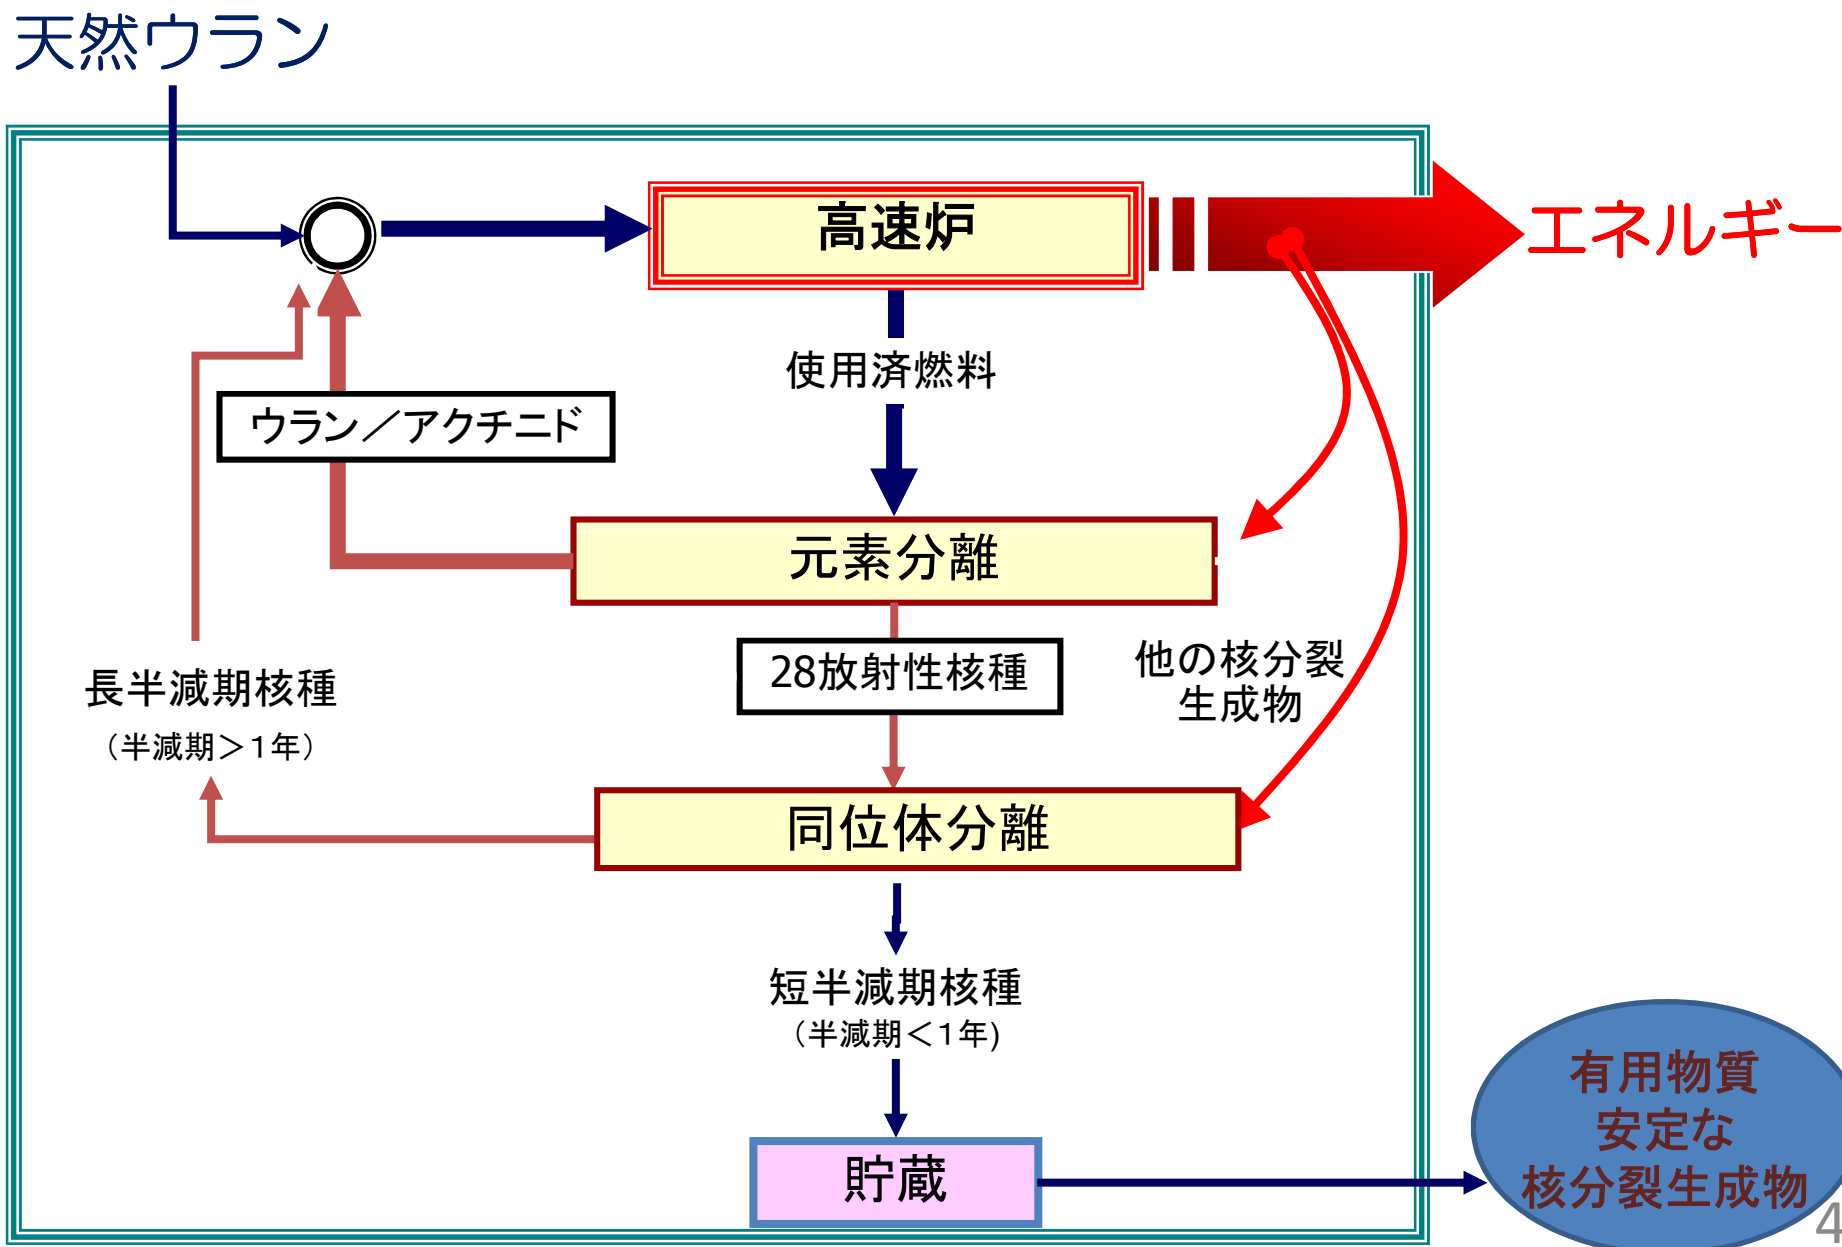 天然ウラン
高速炉
エネルギー
使用済燃料
ウラン／アクチニド
元素分離
28放射性核種
他の核分裂
生成物
長半減期核種
（半減期＞1年）
同位体分離
短半減期核種
（半減期＜1年)
貯蔵
有用物質
安定な
核分裂生成物
4